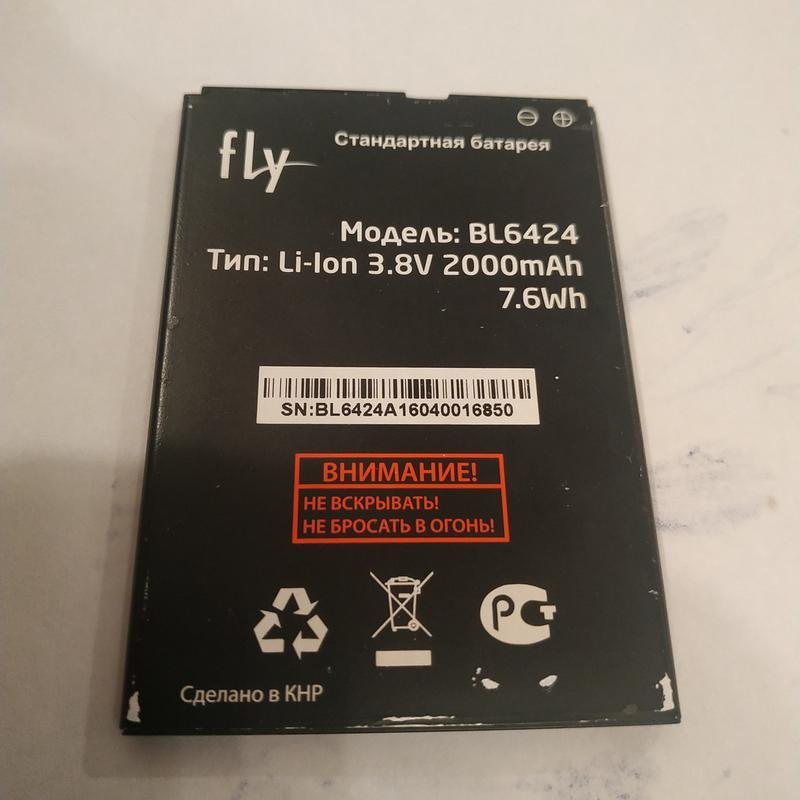 fly
Стандартная батарея
Модель: BL6424
Тип: Li-Ion 3.8V 2000mAh
7.6Wh
SN:BL6424A16040016850
ВНИМАНИЕ!
НЕ ВСКРЫВАТЬ!
НЕ БРОСАТЬ В ОГОНЬ!
РСТ
Сделано в КНР